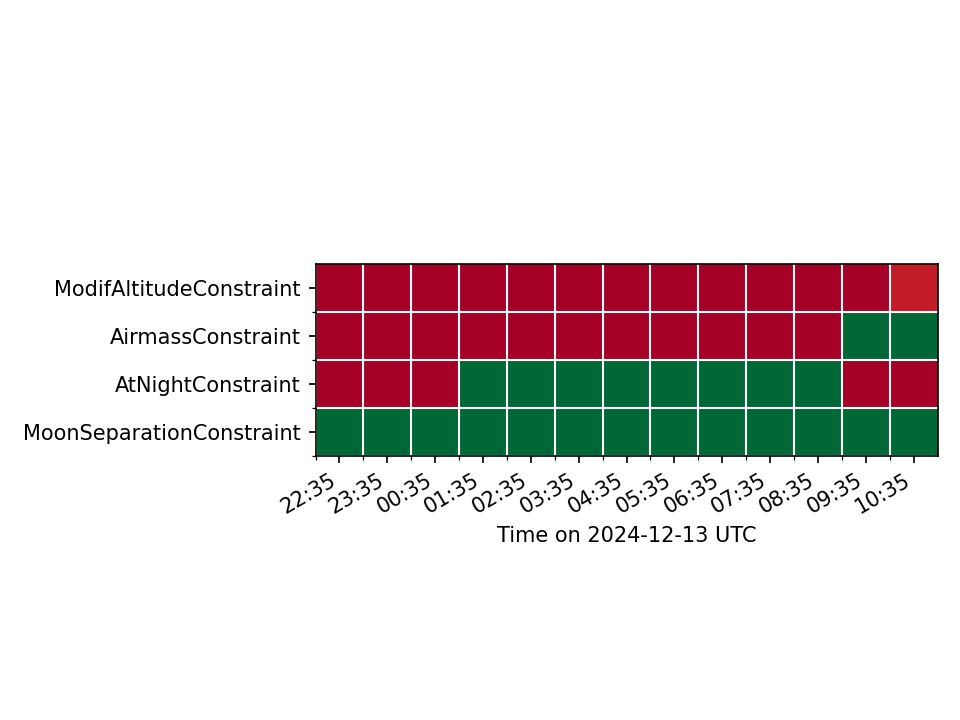 ModifAltitudeConstraint
AirmassConstraint
AtNightConstraint
MoonSeparationConstraint
22:35 23:35 00:35 01:35 02:35 03:35 04:35 05:35 06:35 07:35 08:35 09:35 10:35
Time on 2024-12-13 UTC